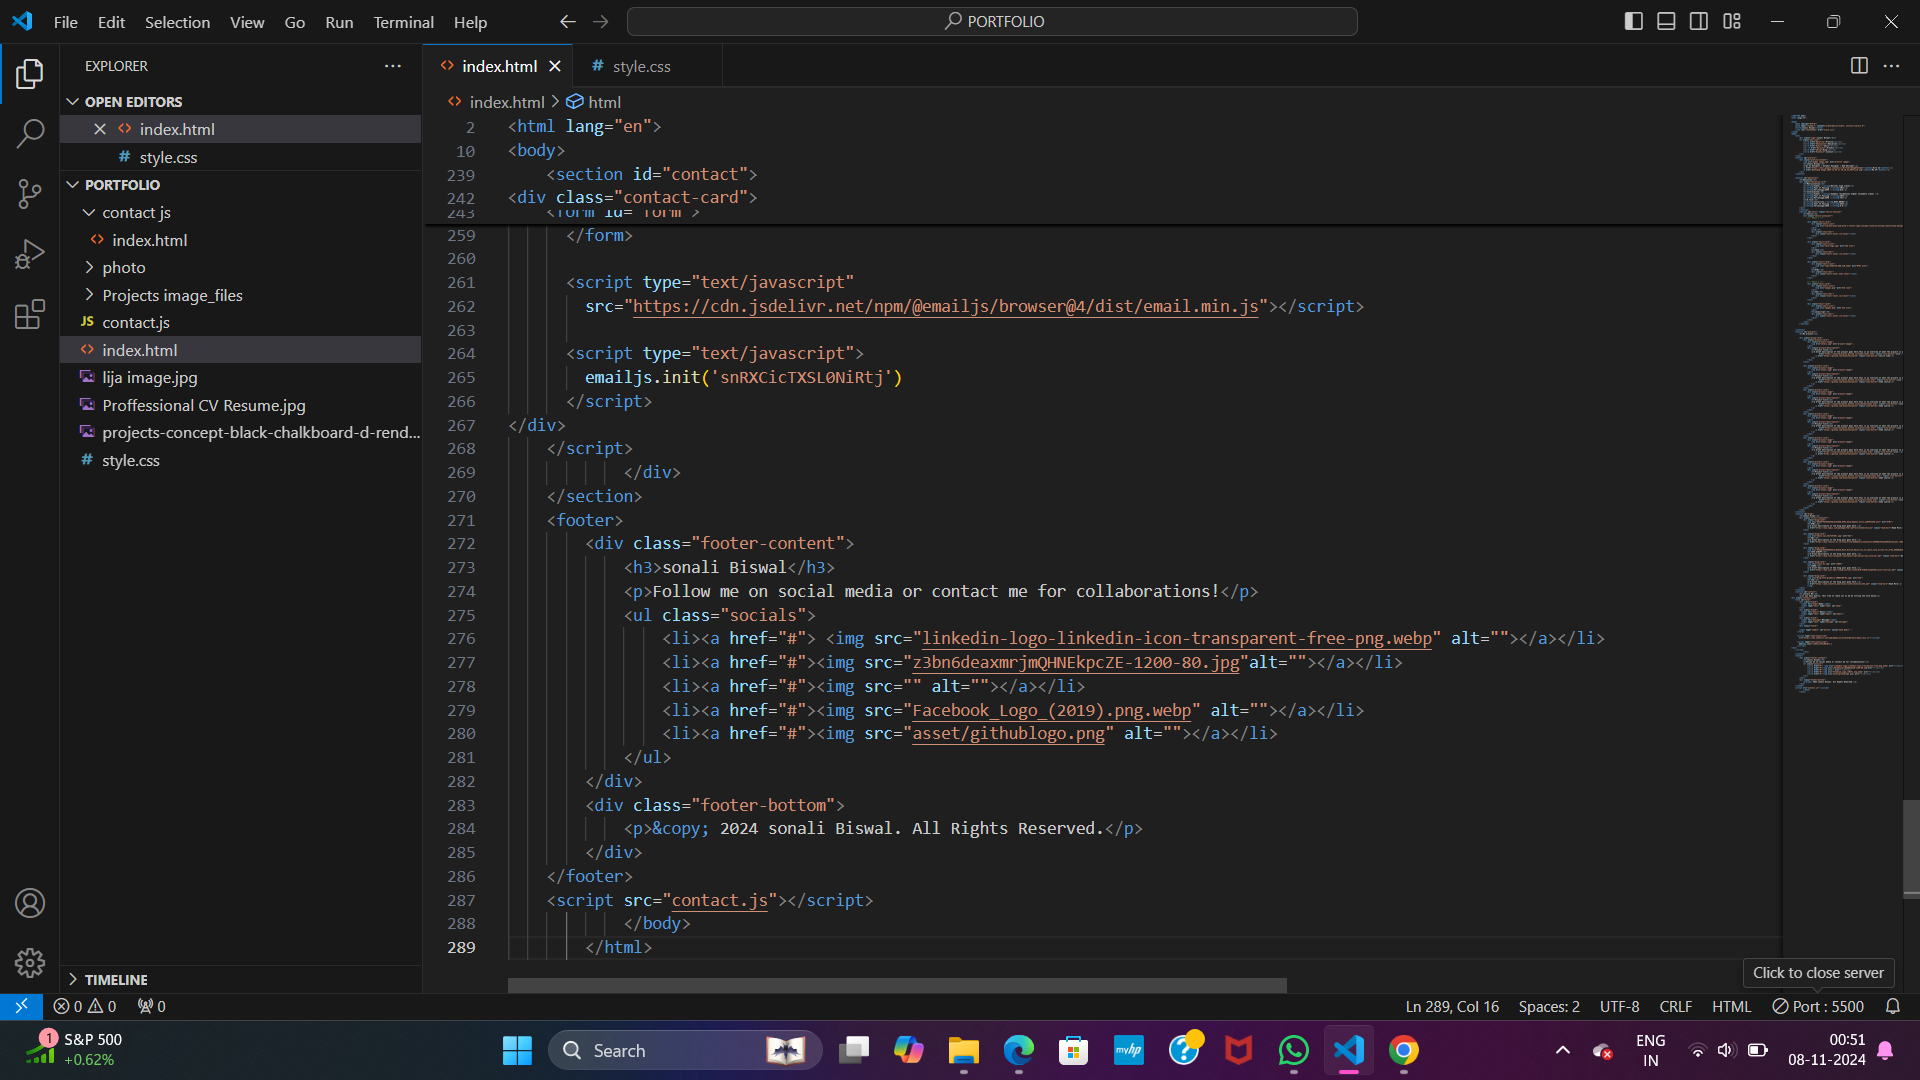 File Edit Selection View Go Run Terminal Help
PORTFOLIO
EXPLORER
OPEN EDITORS
index.html
style.css
PORTFOLIO
contact js
index.html
photo
Projects image_files
JS contact.js
index.html
lija image.jpg
Proffessional CV Resume.jpg
projects-concept-black-chalkboard-d-rend...
# style.css
TIMELINE
index.html # style.css
index.html > html
2 <html lang="en">
10 <body>
239 <section id="contact">
242 <div class="contact-card">
243 <form id="form">
259 </form>
260
261 <script type="text/javascript"
262 src="https://cdn.jsdelivr.net/npm/@emailjs/browser@4/dist/email.min.js"></script>
263
264 <script type="text/javascript">
265 emailjs.init('snRXCicTXSL0NiRtj')
266 </script>
267 </div>
268 </script>
269 </div>
270 </section>
271 <footer>
272 <div class="footer-content">
273 <h3>sonali Biswal</h3>
274 <p>Follow me on social media or contact me for collaborations!</p>
275 <ul class="socials">
276 <li><a href="#"> <img src="linkedin-logo-linkedin-icon-transparent-free-png.webp" alt=""></a></li>
277 <li><a href="#"><img src="z3bn6deaxmrjmQHNEkpcZE-1200-80.jpg"alt=""></a></li>
278 <li><a href="#"><img src="" alt=""></a></li>
279 <li><a href="#"><img src="Facebook_Logo_(2019).png.webp" alt=""></a></li>
280 <li><a href="#"><img src="asset/githublogo.png" alt=""></a></li>
281 </ul>
282 </div>
283 <div class="footer-bottom">
284 <p>&copy; 2024 sonali Biswal. All Rights Reserved.</p>
285 </div>
286 </footer>
287 <script src="contact.js"></script>
288 </body>
289 </html>
Click to close server
0 0 0 Ln 289, Col 16 Spaces: 2 UTF-8 CRLF HTML Port : 5500
1 S&P 500
+0.62%
Search
myhp
ENG
IN
00:51
08-11-2024